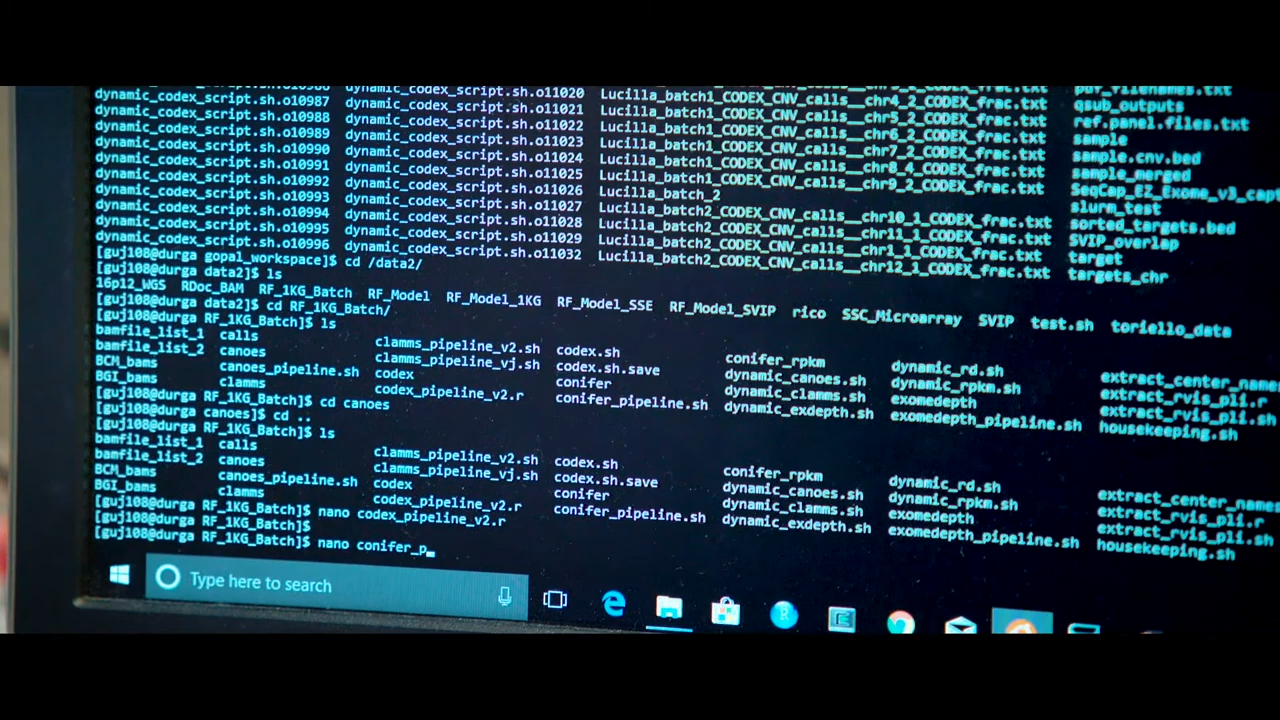 dynamic_codex_script.sh.o10987 dynamic_codex_script.sh.o11020 Lucilla_batch1_CODEX_CNV_calls__chr4_2_CODEX_frac.txt qsub_outputs
dynamic_codex_script.sh.o10988 dynamic_codex_script.sh.o11021 Lucilla_batch1_CODEX_CNV_calls__chr5_2_CODEX_frac.txt ref.panel.files.txt
dynamic_codex_script.sh.o10989 dynamic_codex_script.sh.o11022 Lucilla_batch1_CODEX_CNV_calls__chr6_2_CODEX_frac.txt sample
dynamic_codex_script.sh.o10990 dynamic_codex_script.sh.o11023 Lucilla_batch1_CODEX_CNV_calls__chr7_2_CODEX_frac.txt sample.cnv.bed
dynamic_codex_script.sh.o10991 dynamic_codex_script.sh.o11024 Lucilla_batch1_CODEX_CNV_calls__chr8_4_CODEX_frac.txt sample_merged
dynamic_codex_script.sh.o10992 dynamic_codex_script.sh.o11025 Lucilla_batch1_CODEX_CNV_calls__chr9_2_CODEX_frac.txt SeqCap_EZ_Exome_v3_capt
dynamic_codex_script.sh.o10993 dynamic_codex_script.sh.o11026 Lucilla_batch_2 slurm_test
dynamic_codex_script.sh.o10994 dynamic_codex_script.sh.o11027 Lucilla_batch2_CODEX_CNV_calls__chr10_1_CODEX_frac.txt sorted_targets.bed
dynamic_codex_script.sh.o10995 dynamic_codex_script.sh.o11028 Lucilla_batch2_CODEX_CNV_calls__chr11_1_CODEX_frac.txt SVIP_overlap
dynamic_codex_script.sh.o10996 dynamic_codex_script.sh.o11029 Lucilla_batch2_CODEX_CNV_calls__chr1_1_CODEX_frac.txt target
dynamic_codex_script.sh.o11032 Lucilla_batch2_CODEX_CNV_calls__chr12_1_CODEX_frac.txt targets_chr
[guj108@durga gopal_workspace]$ cd /data2/
[guj108@durga data2]$ ls
16p12_WGS RDoc_BAM RF_1KG_Batch RF_Model RF_Model_1KG RF_Model_SSE RF_Model_SVIP rico SSC_Microarray SVIP test.sh toriello_data
[guj108@durga data2]$ cd RF_1KG_Batch/
[guj108@durga RF_1KG_Batch]$ ls
bamfile_list_1 calls clamms_pipeline_v2.sh codex.sh conifer_rpkm dynamic_rd.sh extract_center_names
bamfile_list_2 canoes clamms_pipeline_vj.sh codex.sh.save dynamic_canoes.sh dynamic_rpkm.sh extract_rvis_pli.r
BCM_bams canoes_pipeline.sh codex conifer dynamic_clamms.sh exomedepth extract_rvis_pli.sh
BGI_bams clamms codex_pipeline_v2.r conifer_pipeline.sh dynamic_exdepth.sh exomedepth_pipeline.sh housekeeping.sh
[guj108@durga RF_1KG_Batch]$ cd canoes
[guj108@durga canoes]$ cd ..
[guj108@durga RF_1KG_Batch]$ ls
bamfile_list_1 calls clamms_pipeline_v2.sh codex.sh conifer_rpkm dynamic_rd.sh extract_center_names
bamfile_list_2 canoes clamms_pipeline_vj.sh codex.sh.save dynamic_canoes.sh dynamic_rpkm.sh extract_rvis_pli.r
BCM_bams canoes_pipeline.sh codex conifer dynamic_clamms.sh exomedepth extract_rvis_pli.sh
BGI_bams clamms codex_pipeline_v2.r conifer_pipeline.sh dynamic_exdepth.sh exomedepth_pipeline.sh housekeeping.sh
[guj108@durga RF_1KG_Batch]$ nano codex_pipeline_v2.r
[guj108@durga RF_1KG_Batch]$
[guj108@durga RF_1KG_Batch]$ nano conifer_p
Type here to search